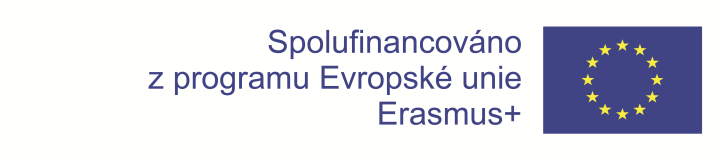 Spolufinancováno
z programu Evropské unie
Erasmus+